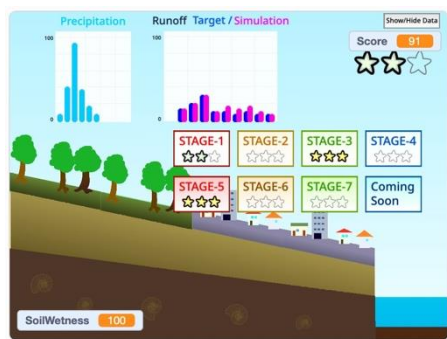 Precipitation
Runoff Target / Simulation
Show/Hide Data
100
100
Score 91
0
0
STAGE-1
STAGE-2
STAGE-3
STAGE-4
STAGE-5
STAGE-6
STAGE-7
Coming
Soon
SoilWetness 100